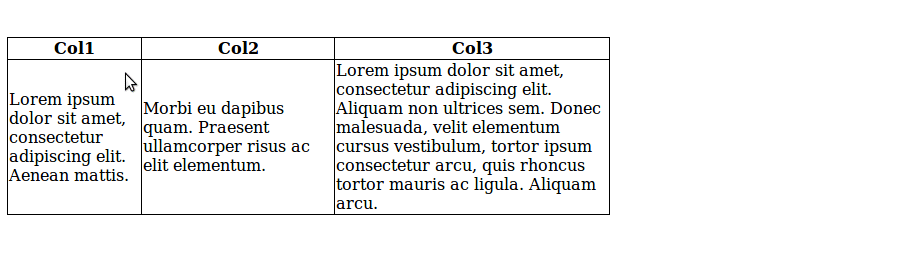 Col1 Col2 Col3
Lorem ipsum
dolor sit amet,
consectetur
adipiscing elit.
Aenean mattis.
Morbi eu dapibus
quam. Praesent
ullamcorper risus ac
elit elementum.
Lorem ipsum dolor sit amet,
consectetur adipiscing elit.
Aliquam non ultrices sem. Donec
malesuada, velit elementum
cursus vestibulum, tortor ipsum
consectetur arcu, quis rhoncus
tortor mauris ac ligula. Aliquam
arcu.